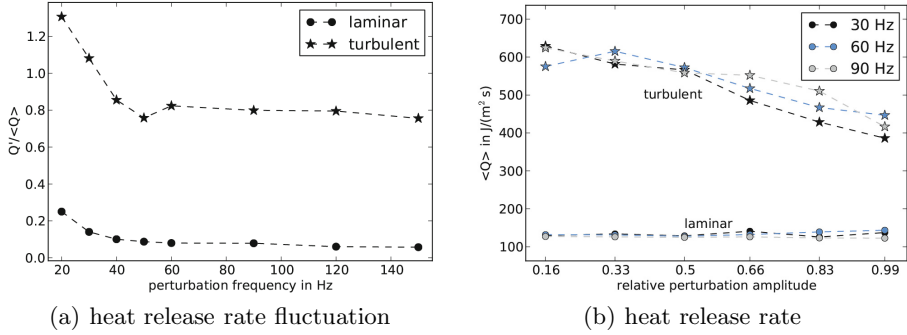 laminar
turbulent
Q'/<Q>
1.2
1.0
0.8
0.6
0.4
0.2
0.0
20 40 60 80 100 120 140
perturbation frequency in Hz
(a) heat release rate fluctuation
30 Hz
60 Hz
90 Hz
<Q> in J/(m² s)
700
600
500
400
300
200
100
turbulent
laminar
0.16 0.33 0.5 0.66 0.83 0.99
relative perturbation amplitude
(b) heat release rate